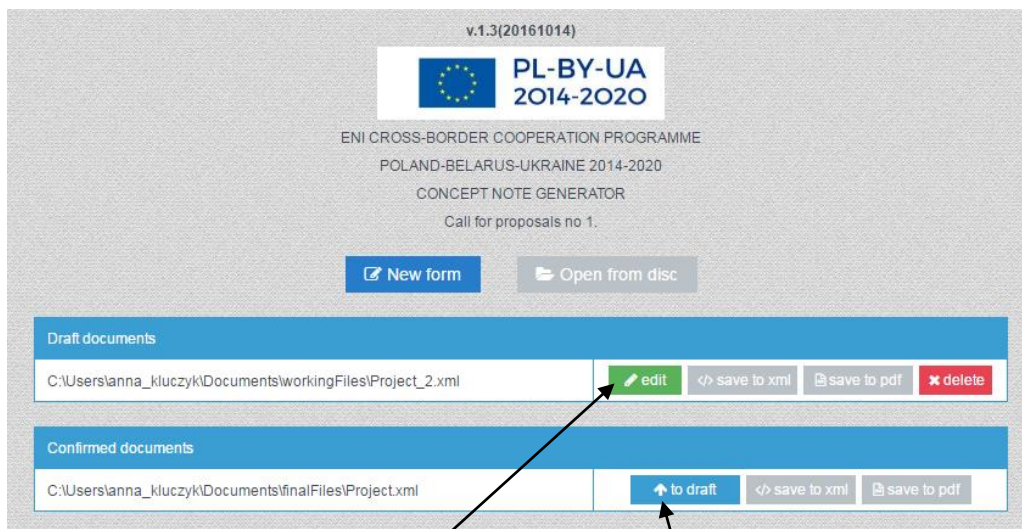 v.1.3(20161014)
PL-BY-UA
2014-2020
ENI CROSS-BORDER COOPERATION PROGRAMME
POLAND-BELARUS-UKRAINE 2014-2020
CONCEPT NOTE GENERATOR
Call for proposals no 1.
New form Open from disc
Draft documents
C:\Users\anna_kluczyk\Documents\workingFiles\Project_2.xml edit </> save to xml save to pdf delete
Confirmed documents
C:\Users\anna_kluczyk\Documents\finalFiles\Project.xml to draft </> save to xml save to pdf